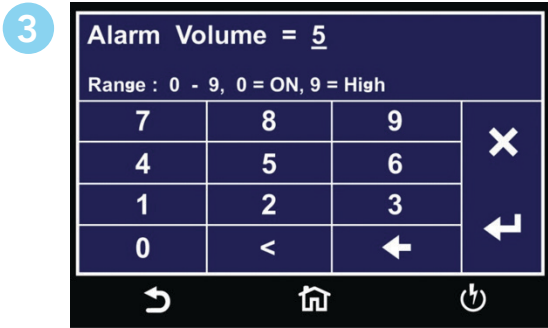 3
Alarm Volume = 5
Range : 0 - 9, 0 = ON, 9 = High
7 8 9
4 5 6
1 2 3
0 <